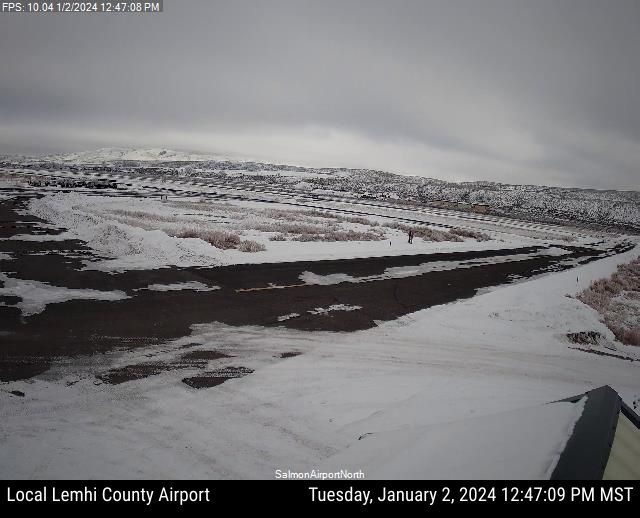 FPS: 10.04 1/2/2024 12:47:08 PM
SalmonAirportNorth
Local Lemhi County Airport Tuesday, January 2, 2024 12:47:09 PM MST